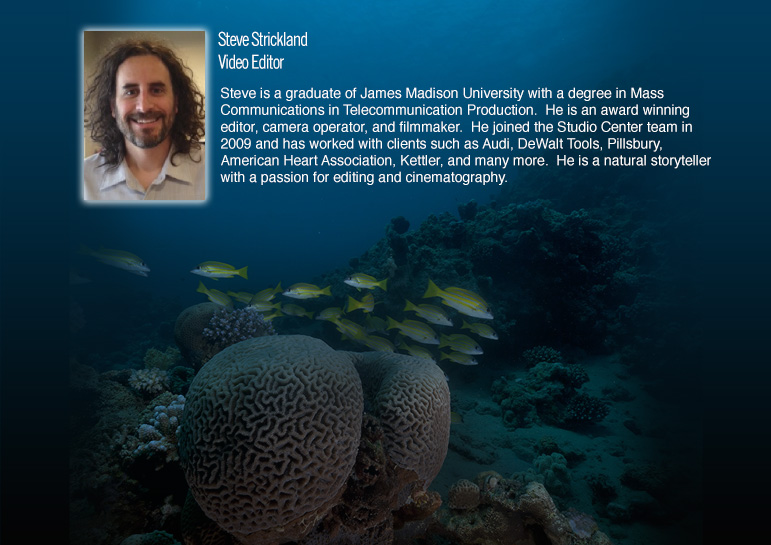 Steve Strickland
Video Editor
Steve is a graduate of James Madison University with a degree in Mass
Communications in Telecommunication Production.  He is an award winning
editor, camera operator, and filmmaker.  He joined the Studio Center team in
2009 and has worked with clients such as Audi, DeWalt Tools, Pillsbury,
American Heart Association, Kettler, and many more.  He is a natural storyteller
with a passion for editing and cinematography.